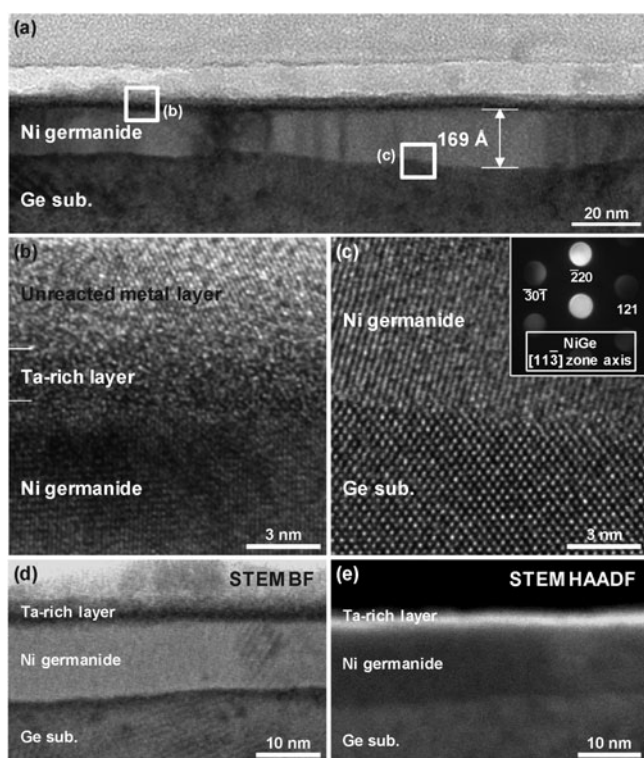 (a)
(b)
Ni germanide
(c)
169 Å
Ge sub.
20 nm
(b)
Unreacted metal layer
Ta-rich layer
Ni germanide
3 nm
(c)
Ni germanide
2̄20
3̄01̄
121
NiGe
[113̄] zone axis
Ge sub.
3 nm
(d)
STEM BF
Ta-rich layer
Ni germanide
Ge sub.
10 nm
(e)
STEM HAADF
Ta-rich layer
Ni germanide
Ge sub.
10 nm